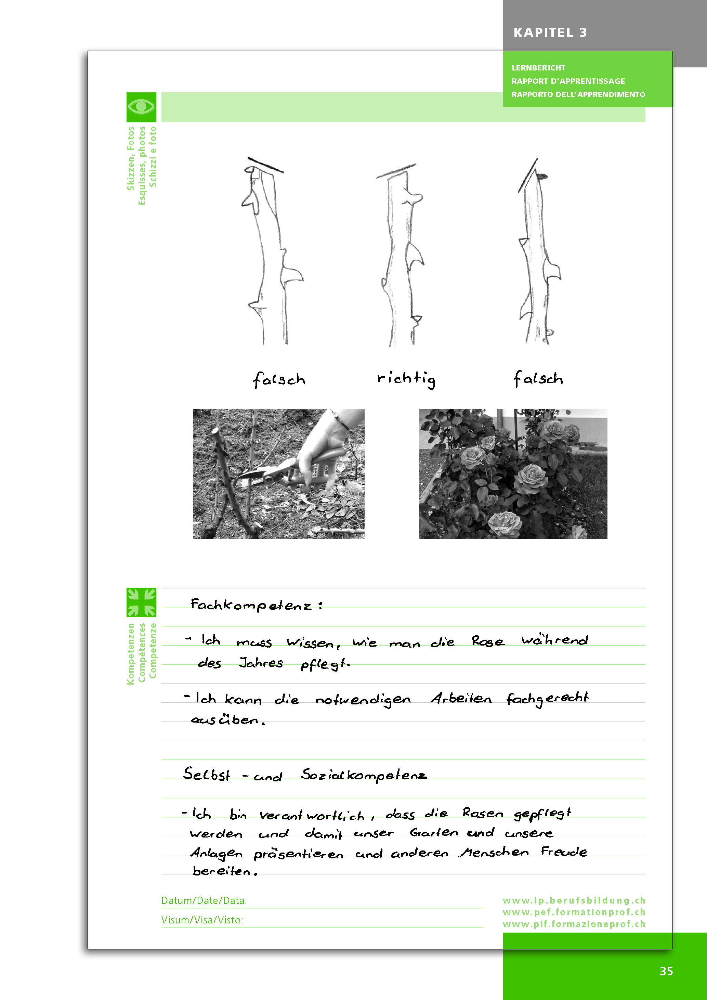 KAPITEL 3
LERNBERICHT
RAPPORT D’APPRENTISSAGE
RAPPORTO DELL’APPRENDIMENTO
Skizzen, Fotos
Esquisses, photos
Schizzi e foto
falsch richtig falsch
Kompetenzen
Compétences
Competenze
Fachkompetenz :
- Ich muss wissen, wie man die Rose während
des Jahres pflegt.
- Ich kann die notwendigen Arbeiten fachgerecht
ausüben.
Selbst - und Sozialkompetenz
- Ich bin verantwortlich, dass die Rosen gepflegt
werden und damit unser Garten und unsere
Anlagen präsentieren und anderen Menschen Freude
bereiten.
Datum/Date/Data:
Visum/Visa/Visto:
www.lp.berufsbildung.ch
www.pef.formationprof.ch
www.pif.formazioneprof.ch
35